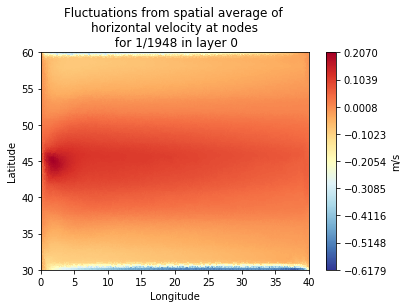 Fluctuations from spatial average of
horizontal velocity at nodes
for 1/1948 in layer 0
60
55
50
45
40
35
30
Latitude
0 5 10 15 20 25 30 35 40
Longitude
0.2070
0.1039
0.0008
−0.1023
−0.2054
−0.3085
−0.4116
−0.5148
−0.6179
m/s